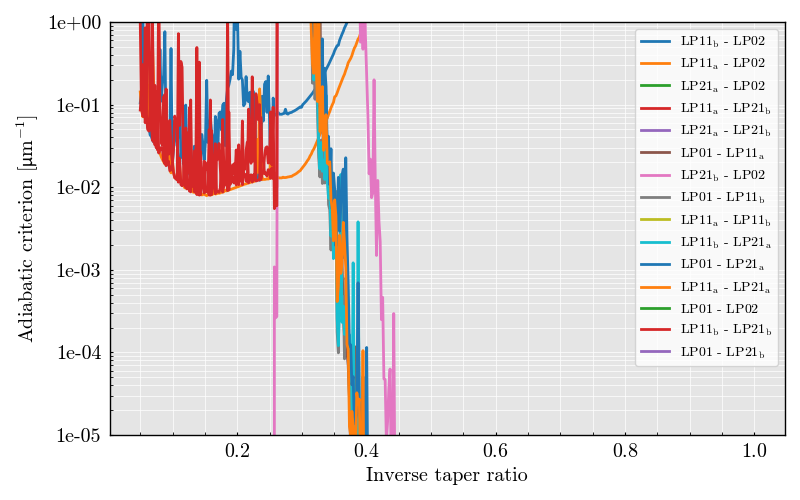 1e+00
1e-01
1e-02
1e-03
1e-04
1e-05
Adiabatic criterion [μm⁻¹]
0.2 0.4 0.6 0.8 1.0
Inverse taper ratio
LP11b - LP02
LP11a - LP02
LP21a - LP02
LP11a - LP21b
LP21a - LP21b
LP01 - LP11a
LP21b - LP02
LP01 - LP11b
LP11a - LP11b
LP11b - LP21a
LP01 - LP21a
LP11a - LP21a
LP01 - LP02
LP11b - LP21b
LP01 - LP21b